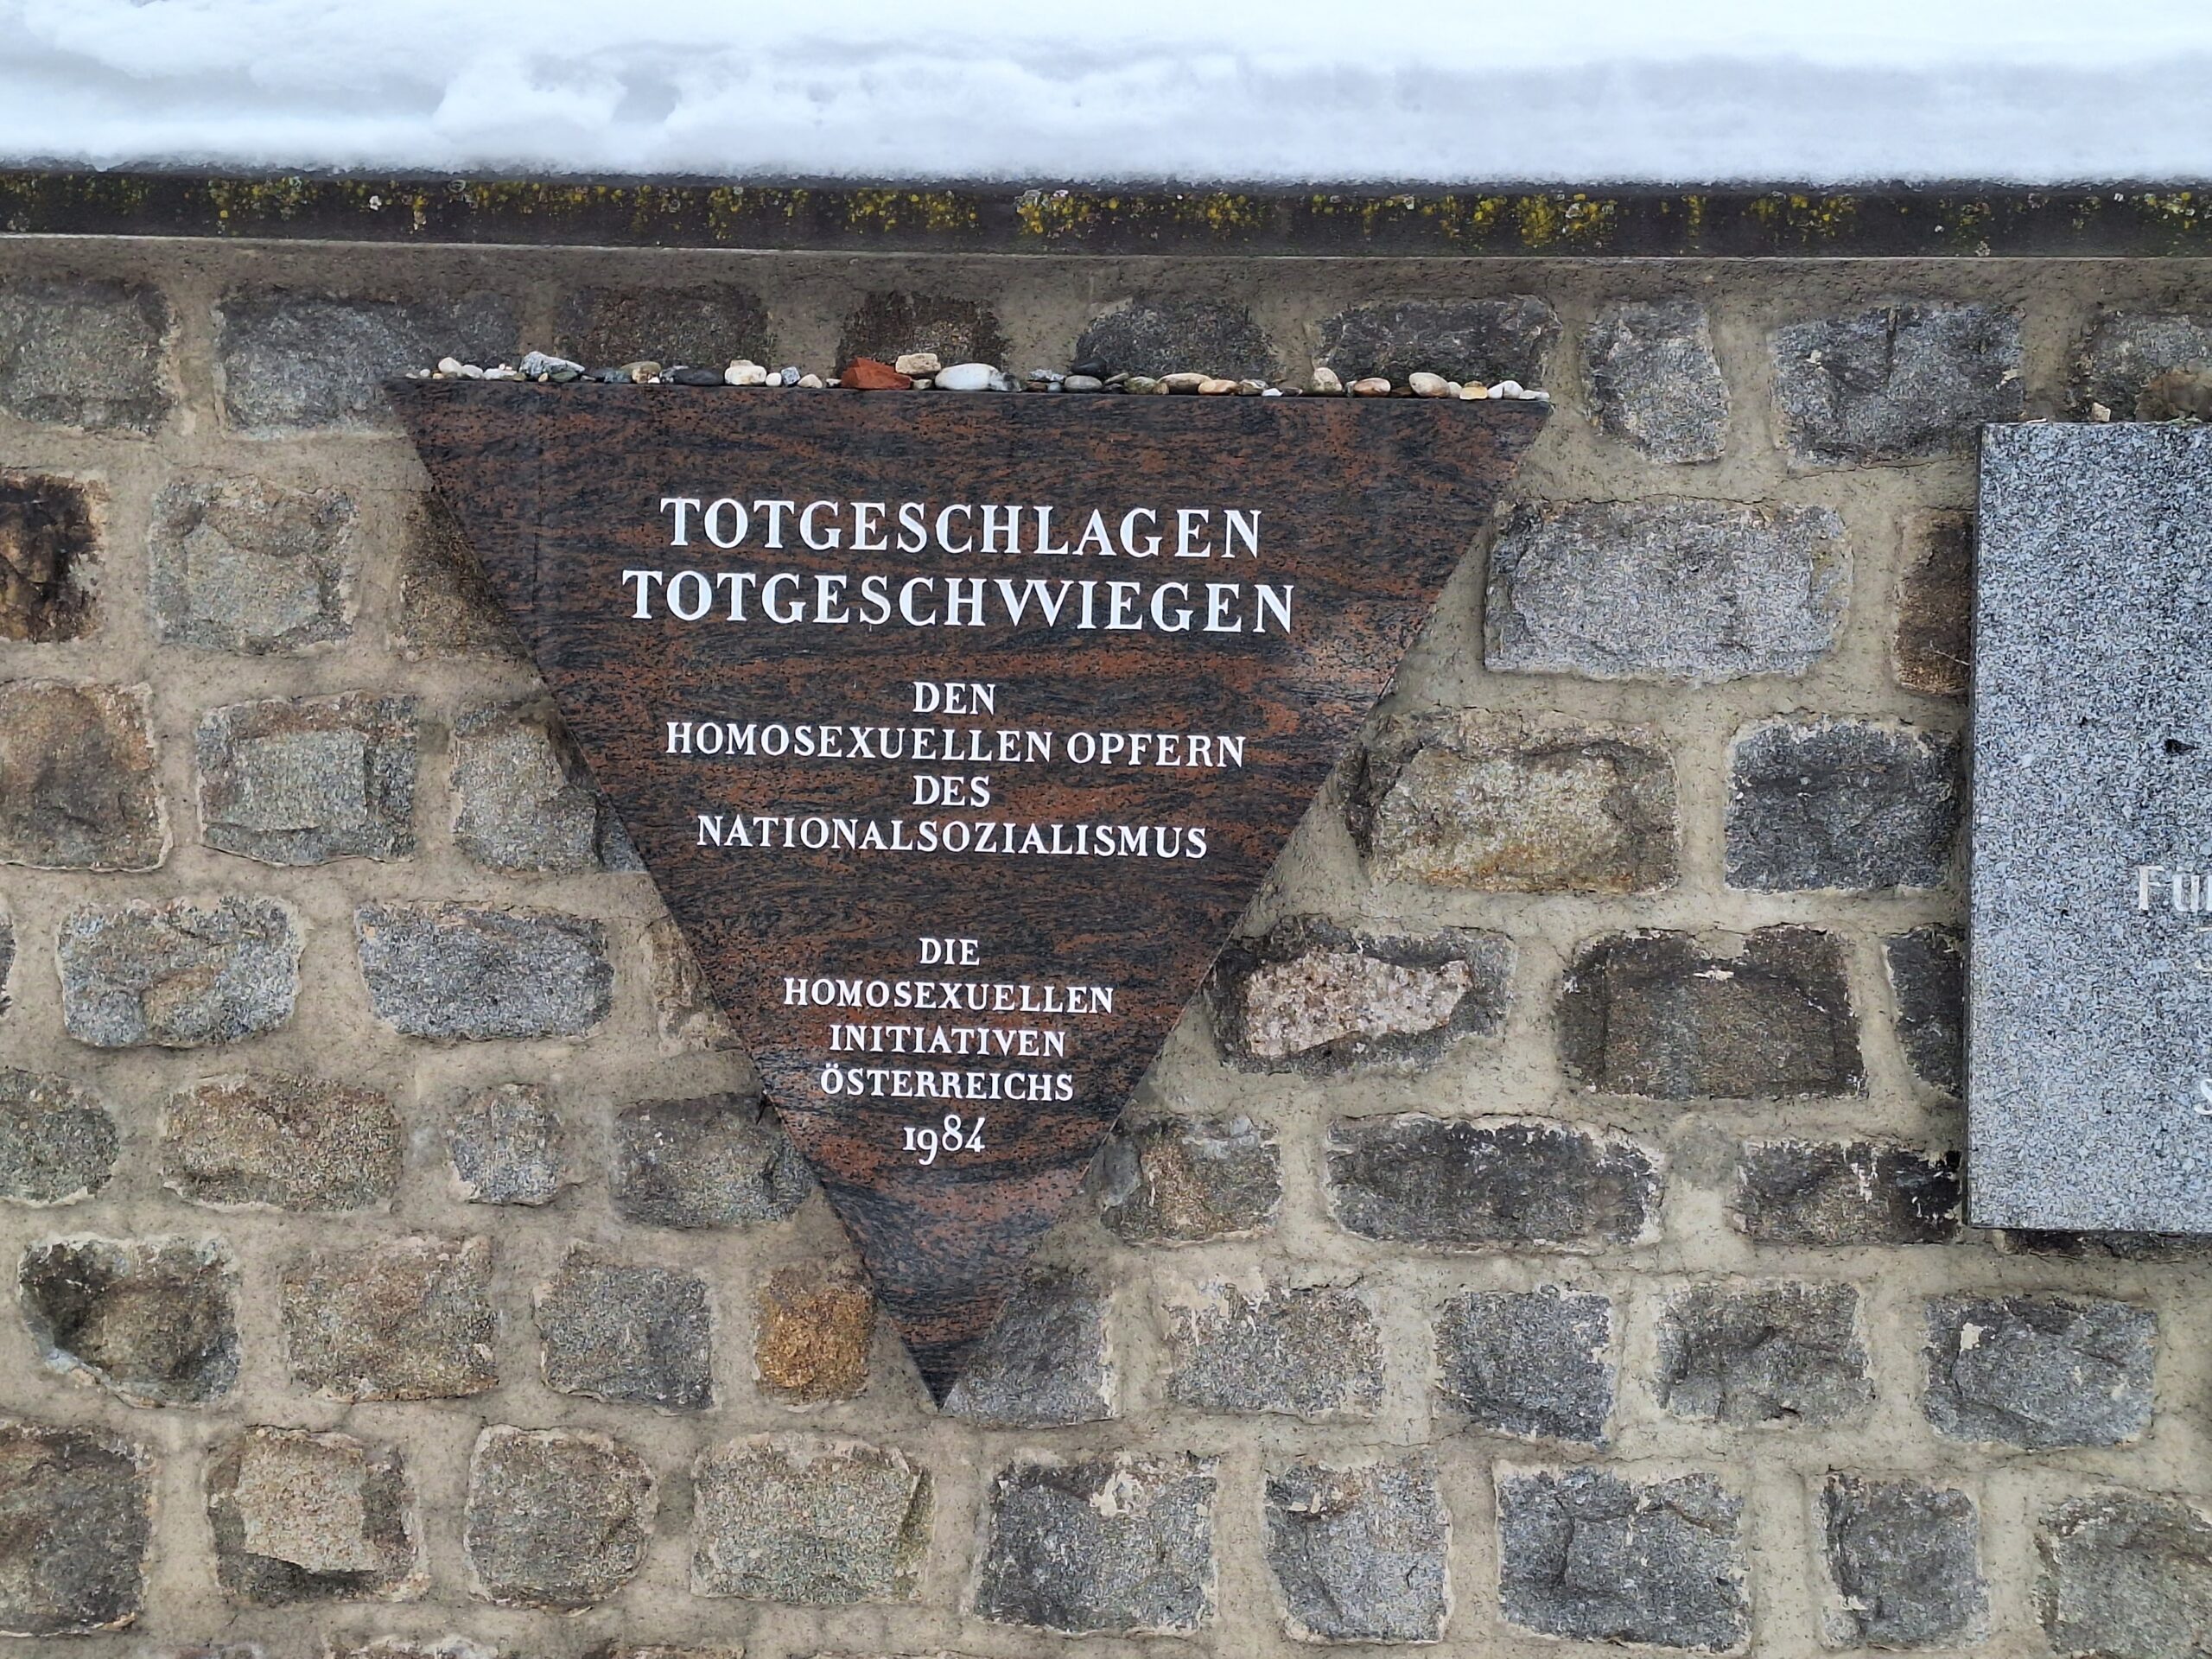 TOTGESCHLAGEN
TOTGESCHWIEGEN
DEN
HOMOSEXUELLEN OPFERN
DES
NATIONALSOZIALISMUS
DIE
HOMOSEXUELLEN
INITIATIVEN
ÖSTERREICHS
1984